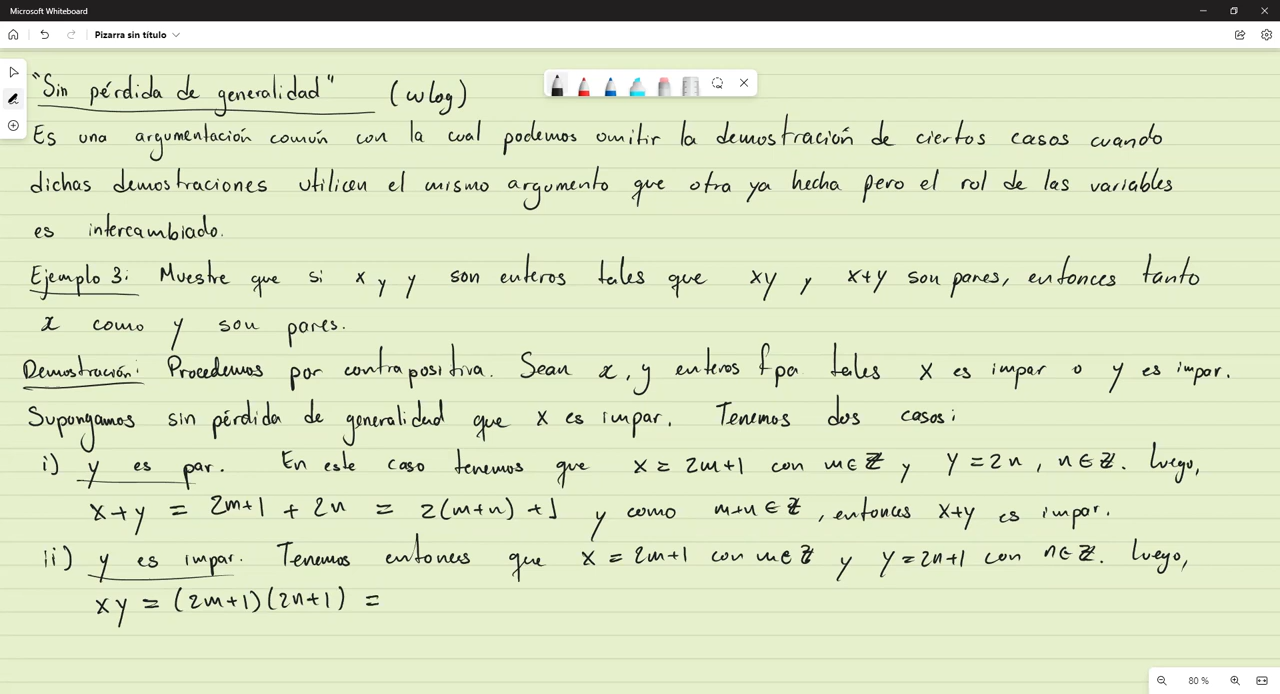 Microsoft Whiteboard
Pizarra sin título
"Sin pérdida de generalidad" (wlog)
Es una argumentación común con la cual podemos omitir la demostración de ciertos casos cuando
dichas demostraciones utilicen el mismo argumento que otra ya hecha pero el rol de las variables
es intercambiado.
Ejemplo 3: Muestre que si x y y son enteros tales que xy y x+y son pares, entonces tanto
x como y son pares.
Demostración: Procedemos por contrapositiva. Sean x, y enteros fpa tales x es impar o y es impar.
Supongamos sin pérdida de generalidad que x es impar. Tenemos dos casos:
i) y es par. En este caso tenemos que x = 2m+1 con m∈ℤ y y=2n, n∈ℤ. Luego,
x+y = 2m+1 + 2n = 2(m+n) +1 y como m+n∈ℤ, entonces x+y es impar.
ii) y es impar. Tenemos entonces que x = 2m+1 con m∈ℤ y y=2n+1 con n∈ℤ. Luego,
xy = (2m+1)(2n+1) =
80 %